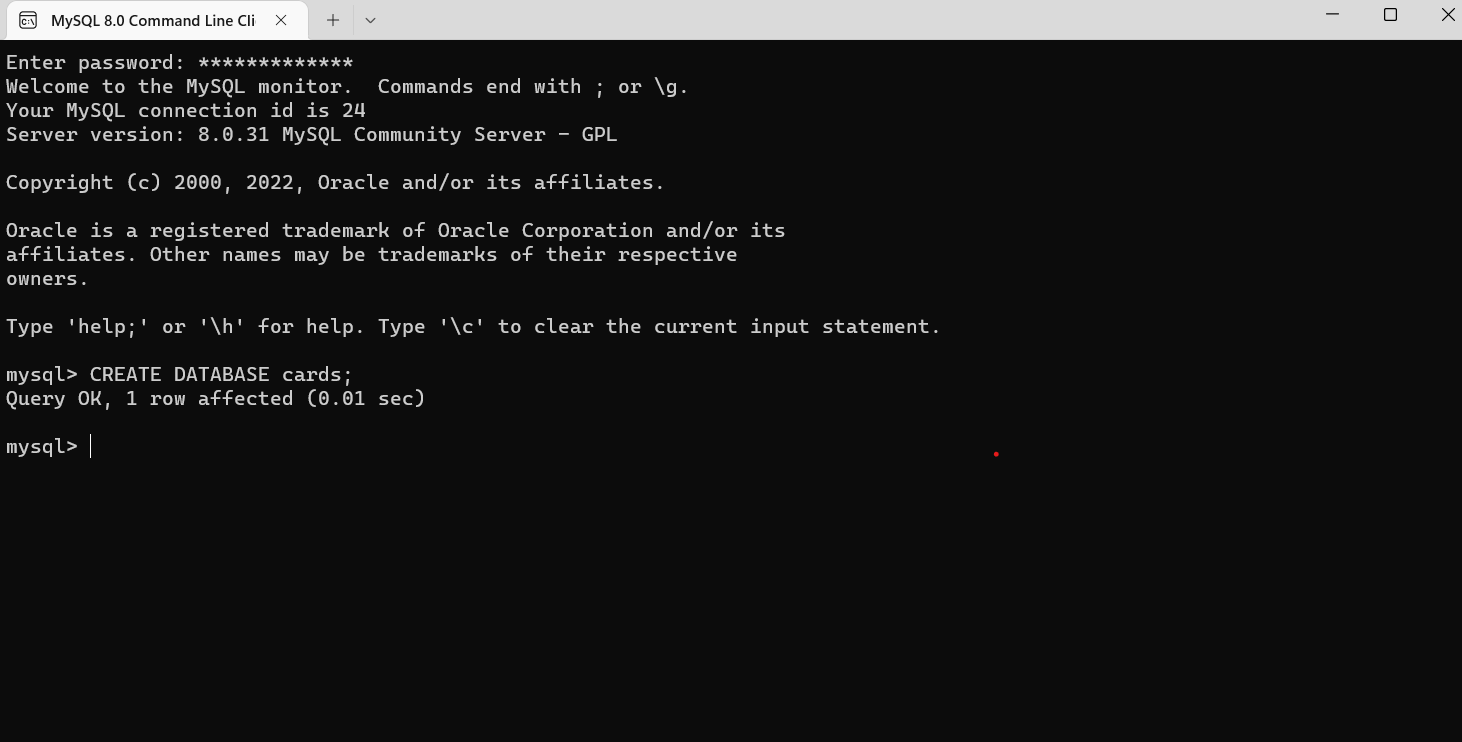 MySQL 8.0 Command Line Cli
Enter password: *************
Welcome to the MySQL monitor.  Commands end with ; or \g.
Your MySQL connection id is 24
Server version: 8.0.31 MySQL Community Server - GPL
Copyright (c) 2000, 2022, Oracle and/or its affiliates.
Oracle is a registered trademark of Oracle Corporation and/or its
affiliates. Other names may be trademarks of their respective
owners.
Type 'help;' or '\h' for help. Type '\c' to clear the current input statement.
mysql> CREATE DATABASE cards;
Query OK, 1 row affected (0.01 sec)
mysql>